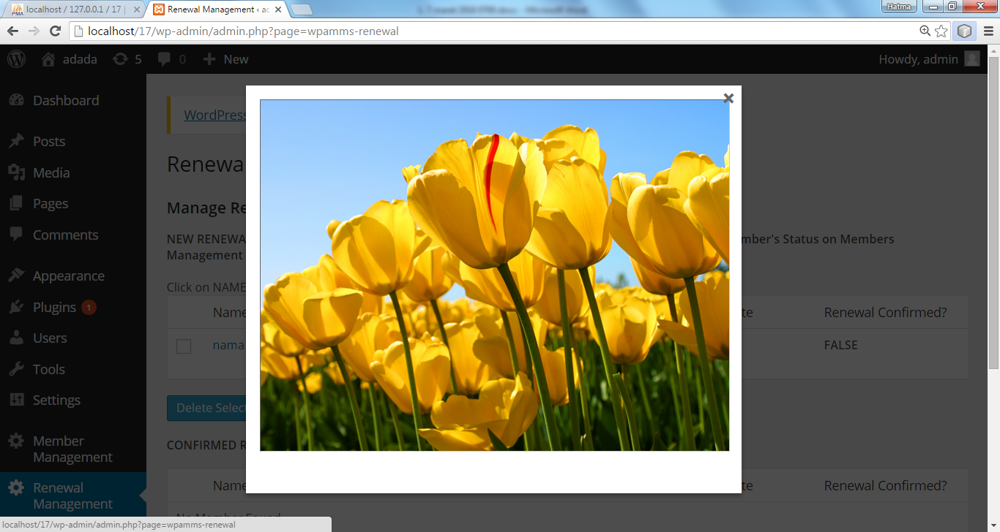 localhost / 127.0.0.1 / 17 |
Renewal Management ‹ ad
Hatma
localhost/17/wp-admin/admin.php?page=wpamms-renewal
adada
5
0
New
Howdy, admin
Dashboard
Posts
Media
Pages
Comments
Appearance
Plugins 1
Users
Tools
Settings
Member
Management
Renewal
Management
WordPress
Renewa
Manage Re
NEW RENEWA
mber's Status on Members
Management
Click on NAME
Name
te
Renewal Confirmed?
nama
FALSE
Delete Select
CONFIRMED R
Name
te
Renewal Confirmed?
No Member Found
localhost/17/wp-admin/admin.php?page=wpamms-renewal